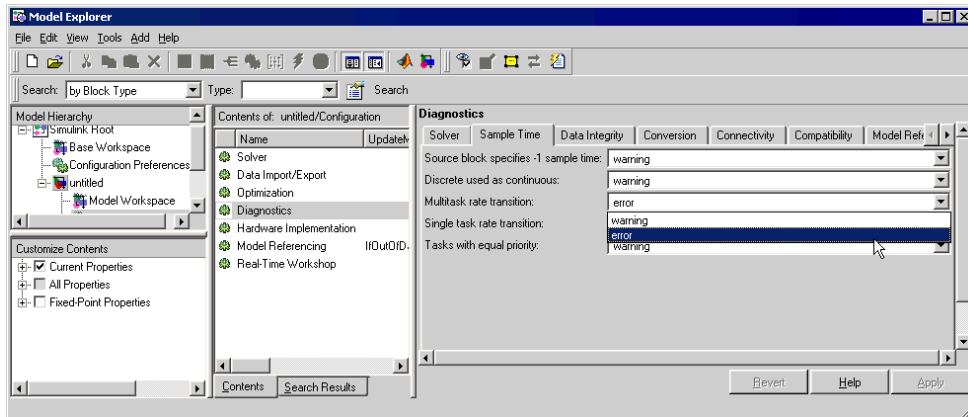 Model Explorer
File Edit View Tools Add Help
Search: by Block Type Type: Search
Model Hierarchy
Simulink Root
Base Workspace
Configuration Preferences
untitled
Model Workspace
Customize Contents
Current Properties
All Properties
Fixed-Point Properties
Contents of: untitled/Configuration
Name
Solver
Data Import/Export
Optimization
Diagnostics
Hardware Implementation
Model Referencing
Real-Time Workshop
Contents Search Results
Diagnostics
Solver Sample Time Data Integrity Conversion Connectivity Compatibility Model
Source block specifies -1 sample time: warning
Discrete used as continuous: warning
Multitask rate transition: error
Single task rate transition: warning
error
Tasks with equal priority: warning
Revert Help Apply